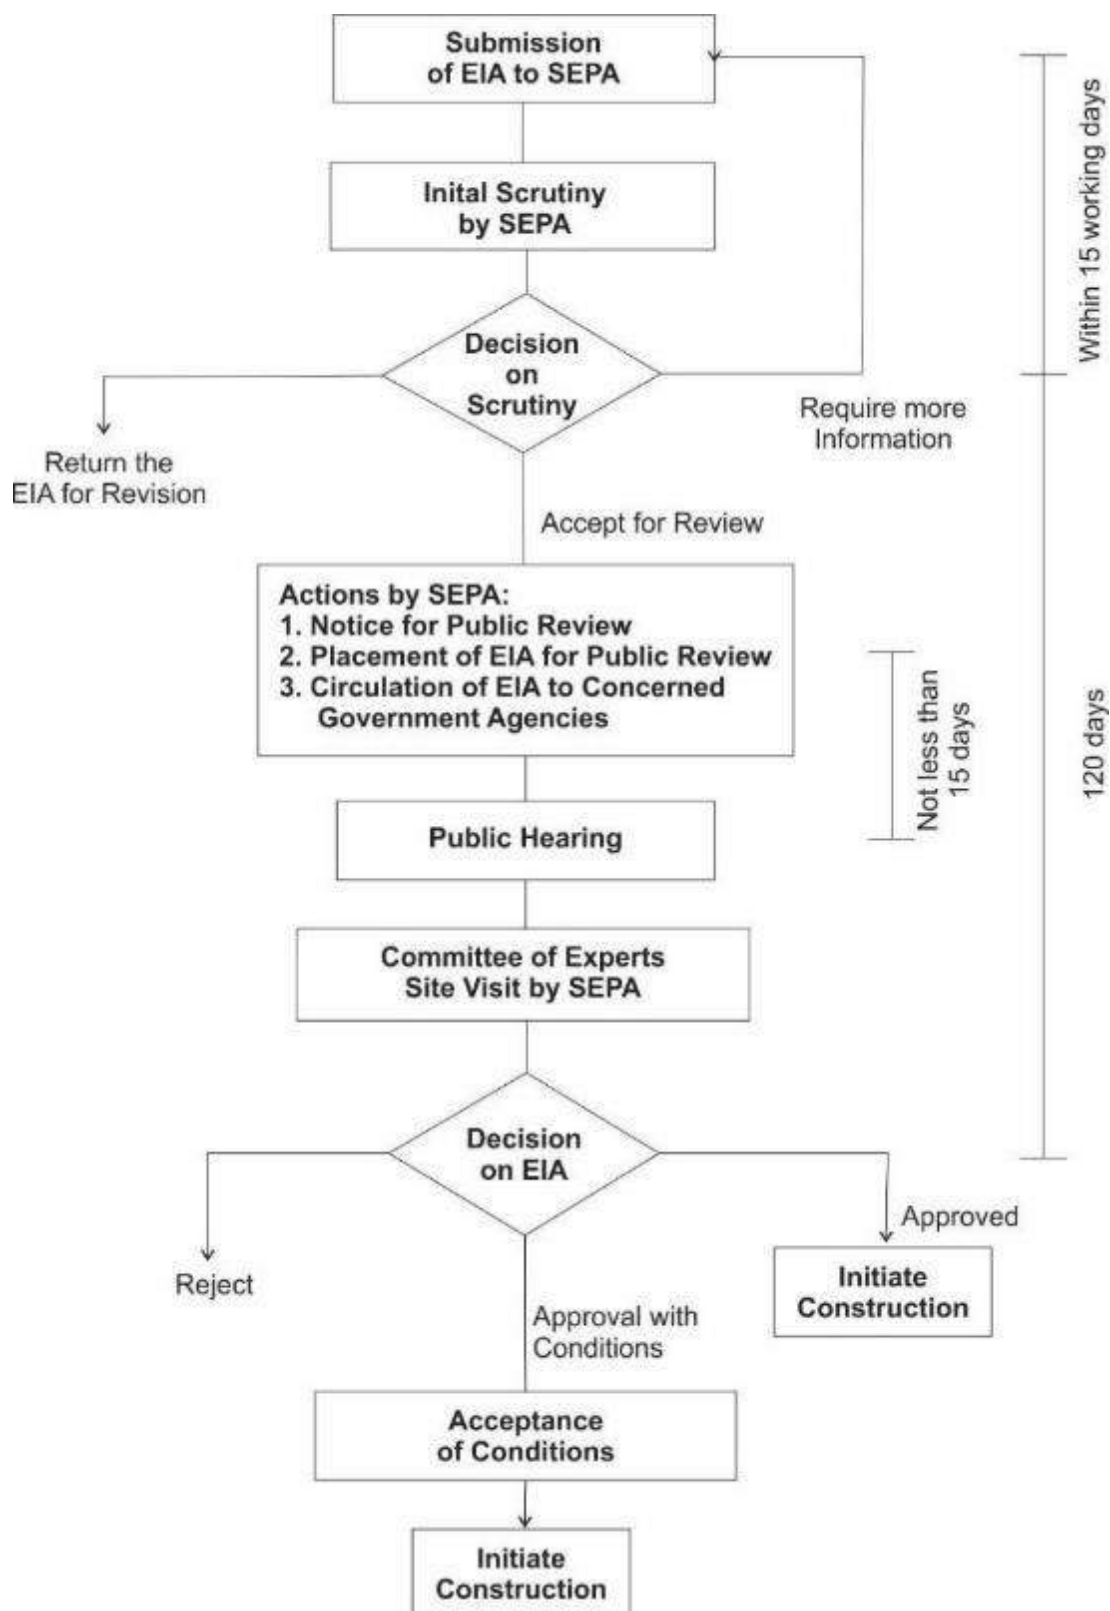 Submission
of EIA to SEPA
Inital Scrutiny
by SEPA
Within 15 working days
Decision
on
Scrutiny
Require more
Information
Return the
EIA for Revision
Accept for Review
Actions by SEPA:
1. Notice for Public Review
2. Placement of EIA for Public Review
3. Circulation of EIA to Concerned
Government Agencies
Not less than
15 days
120 days
Public Hearing
Committee of Experts
Site Visit by SEPA
Decision
on EIA
Approved
Reject
Initiate
Construction
Approval with
Conditions
Acceptance
of Conditions
Initiate
Construction